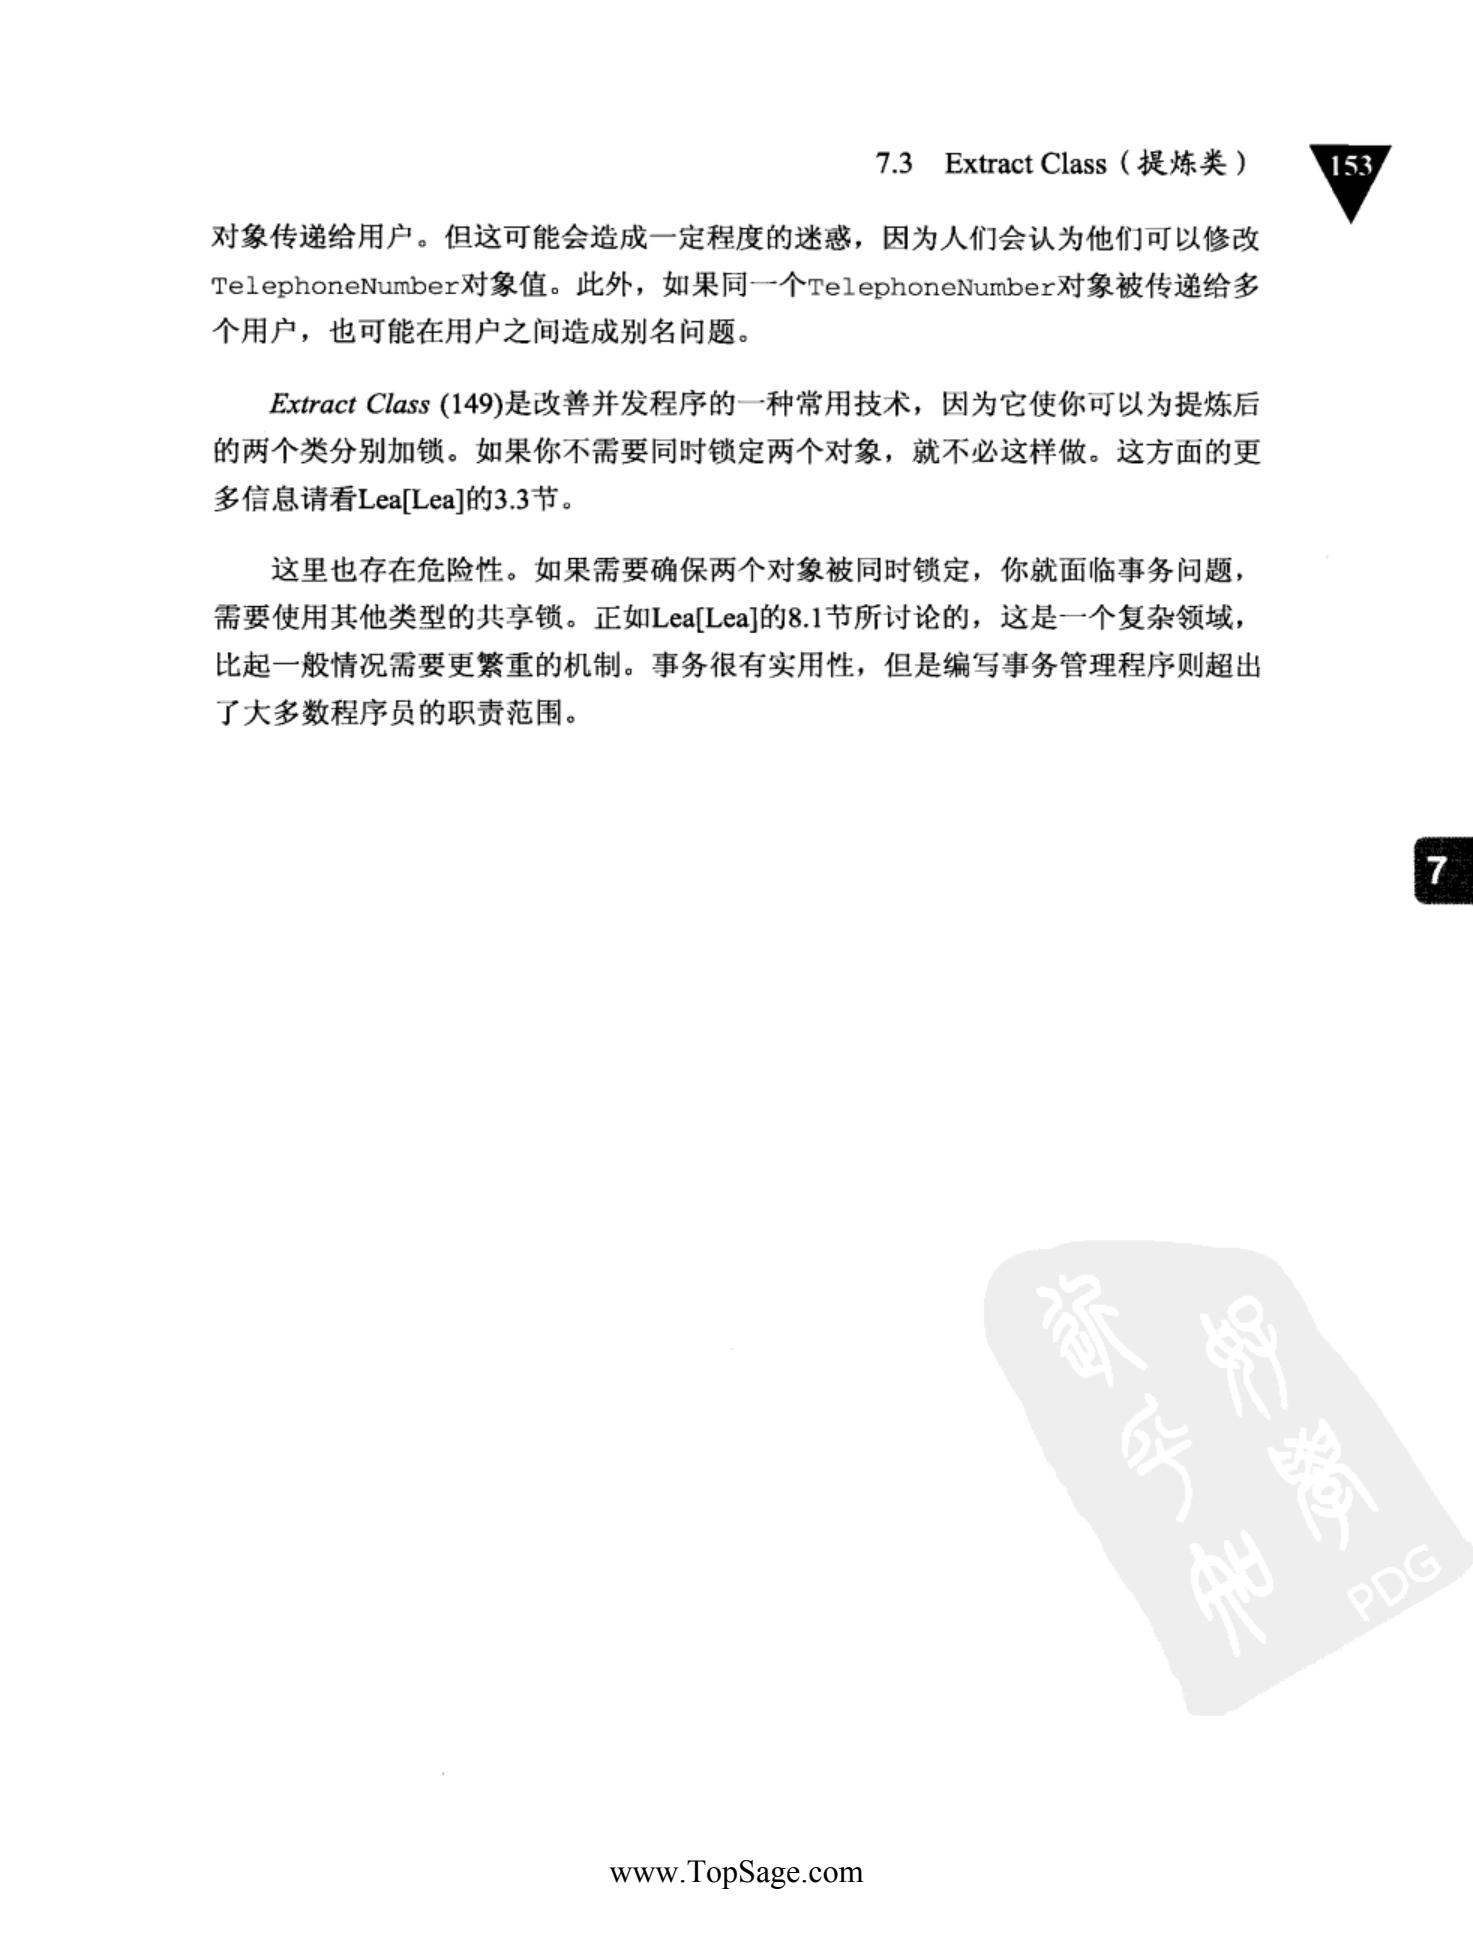 7.3 Extract Class（提炼类）
153
对象传递给用户。但这可能会造成一定程度的迷惑，因为人们会认为他们可以修改
TelephoneNumber对象值。此外，如果同一个TelephoneNumber对象被传递给多
个用户，也可能在用户之间造成别名问题。
Extract Class (149)是改善并发程序的一种常用技术，因为它使你可以为提炼后
的两个类分别加锁。如果你不需要同时锁定两个对象，就不必这样做。这方面的更
多信息请看Lea[Lea]的3.3节。
这里也存在危险性。如果需要确保两个对象被同时锁定，你就面临事务问题，
需要使用其他类型的共享锁。正如Lea[Lea]的8.1节所讨论的，这是一个复杂领域，
比起一般情况需要更繁重的机制。事务很有实用性，但是编写事务管理程序则超出
了大多数程序员的职责范围。
7
PDG
www.TopSage.com